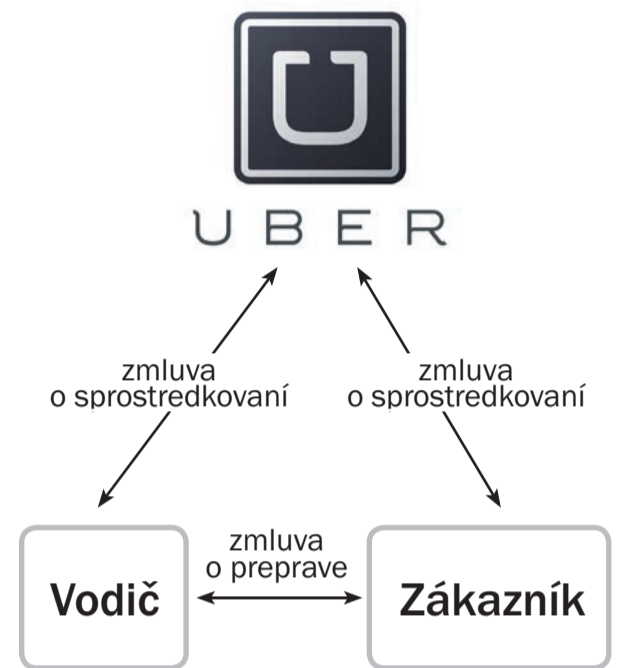 U
UBER
zmluva
o sprostredkovaní
zmluva
o sprostredkovaní
zmluva
o preprave
Vodič
Zákazník